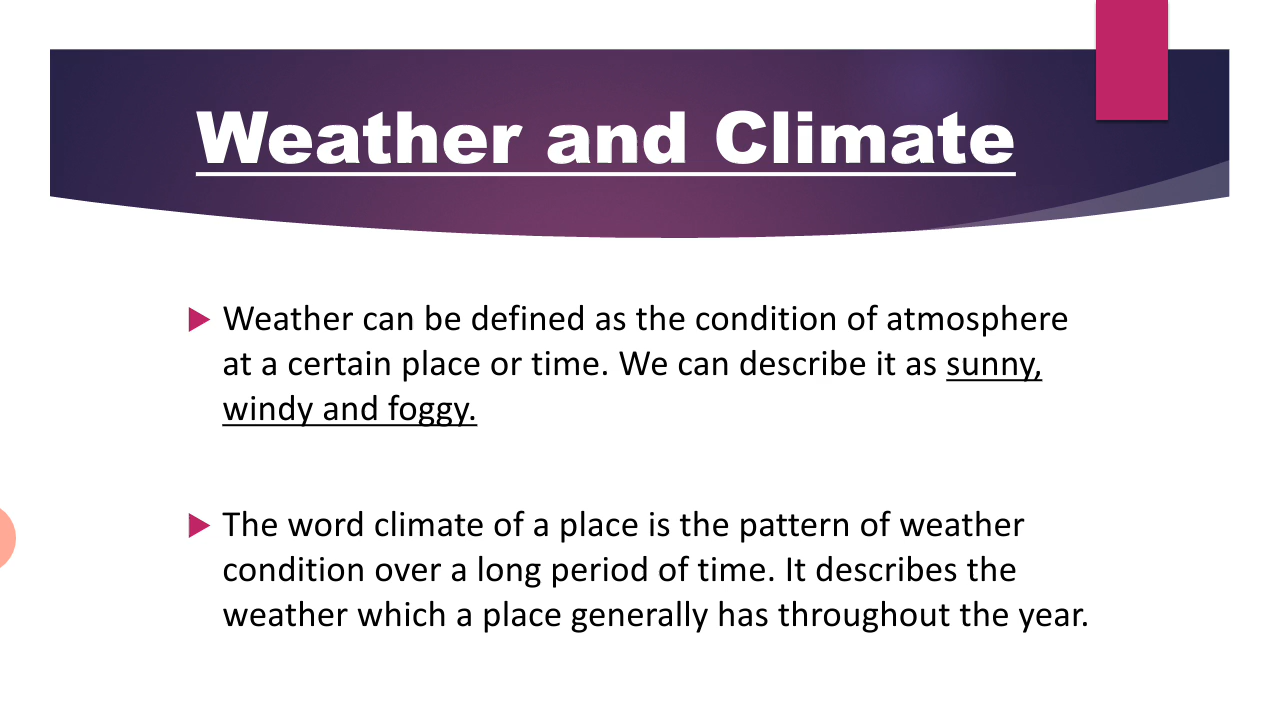 Weather and Climate
Weather can be defined as the condition of atmosphere
at a certain place or time. We can describe it as sunny,
windy and foggy.
The word climate of a place is the pattern of weather
condition over a long period of time. It describes the
weather which a place generally has throughout the year.